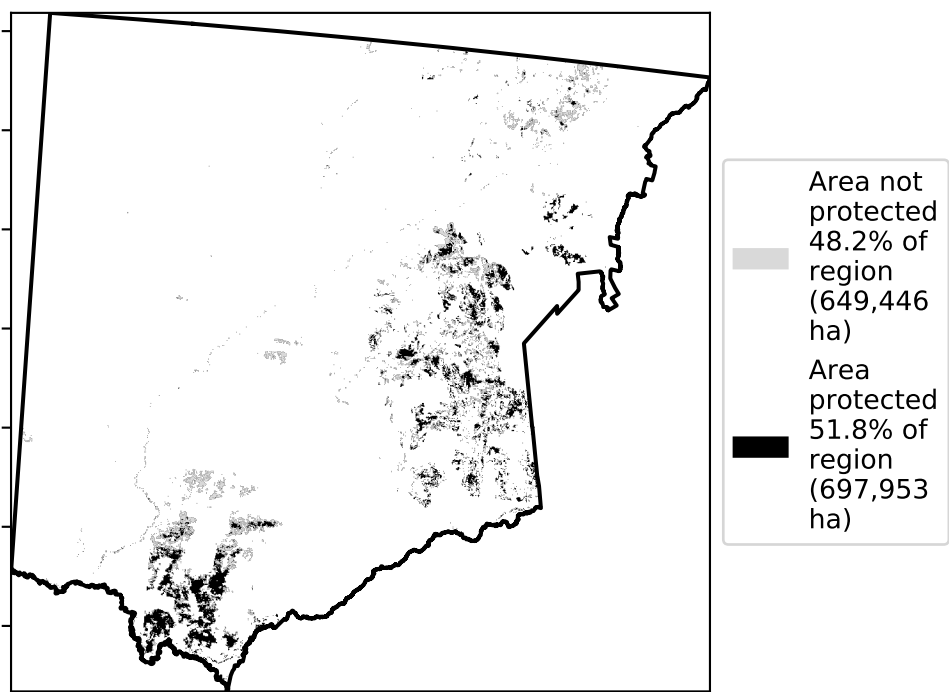 Area not
protected
48.2% of
region
(649,446
ha)
Area
protected
51.8% of
region
(697,953
ha)